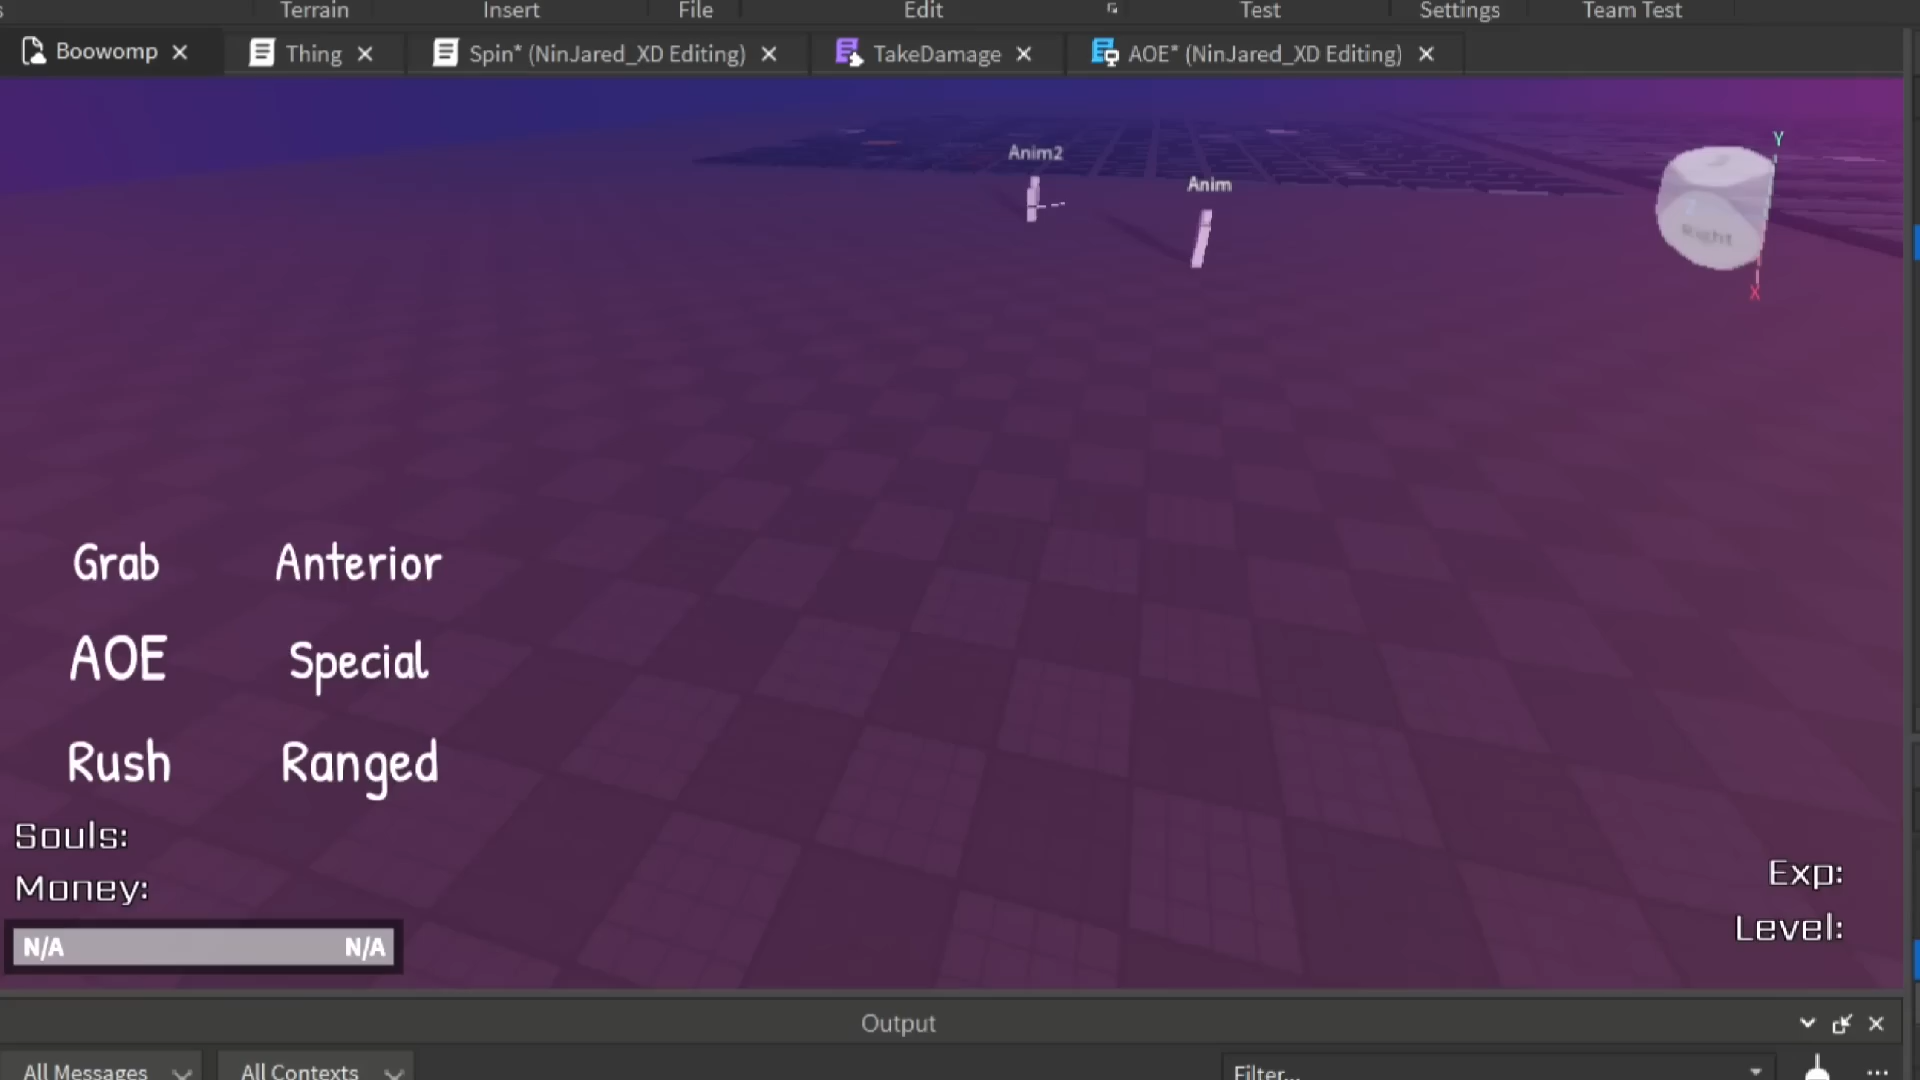 Terrain Insert File Edit Test Settings Team Test
Boowomp Thing Spin* (NinJared_XD Editing) TakeDamage AOE* (NinJared_XD Editing)
Anim2
Anim
Y
Right
X
Grab Anterior
AOE Special
Rush Ranged
Souls:
Money:
N/A N/A
Exp:
Level:
Output
All Messages All Contexts Filter...